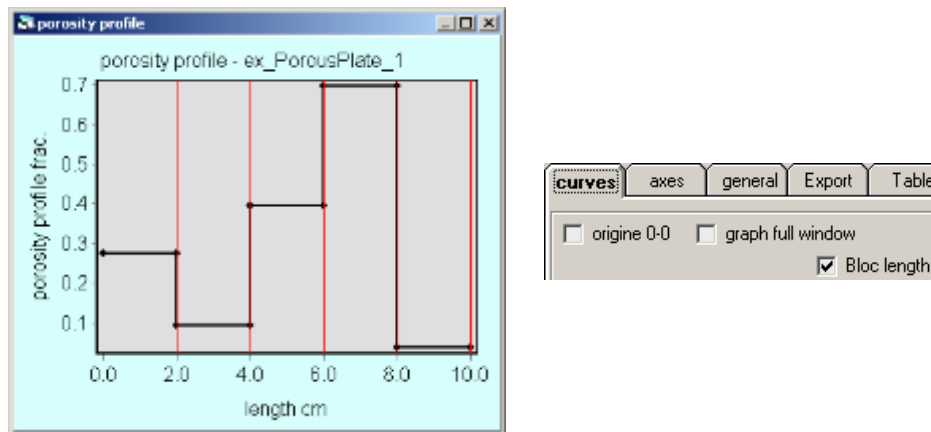 porosity profile
porosity profile - ex_PorousPlate_1
porosity profile frac.
0.7
0.6
0.5
0.4
0.3
0.2
0.1
0.0 2.0 4.0 6.0 8.0 10.0
length cm
curves axes general Export Table
origine 0-0 graph full window
Bloc length